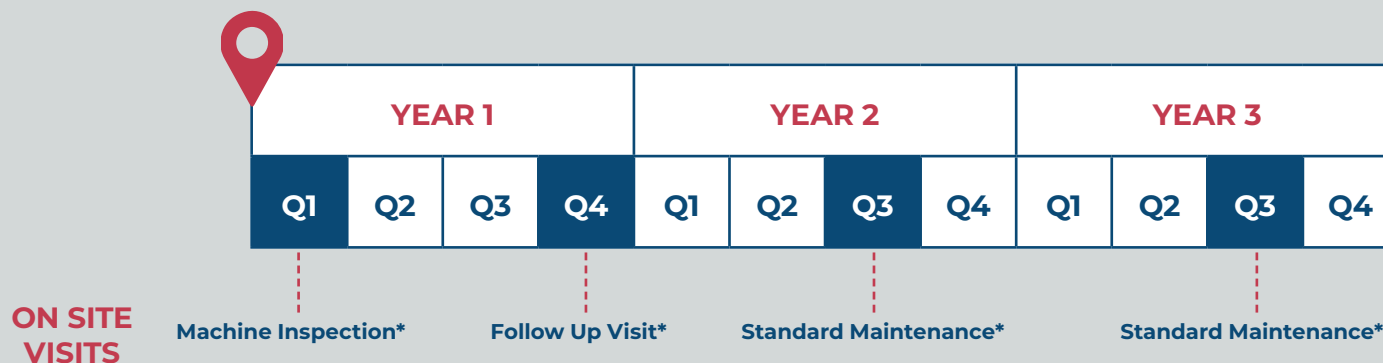 YEAR 1 YEAR 2 YEAR 3
Q1 Q2 Q3 Q4 Q1 Q2 Q3 Q4 Q1 Q2 Q3 Q4
ON SITE
VISITS
Machine Inspection* Follow Up Visit* Standard Maintenance* Standard Maintenance*